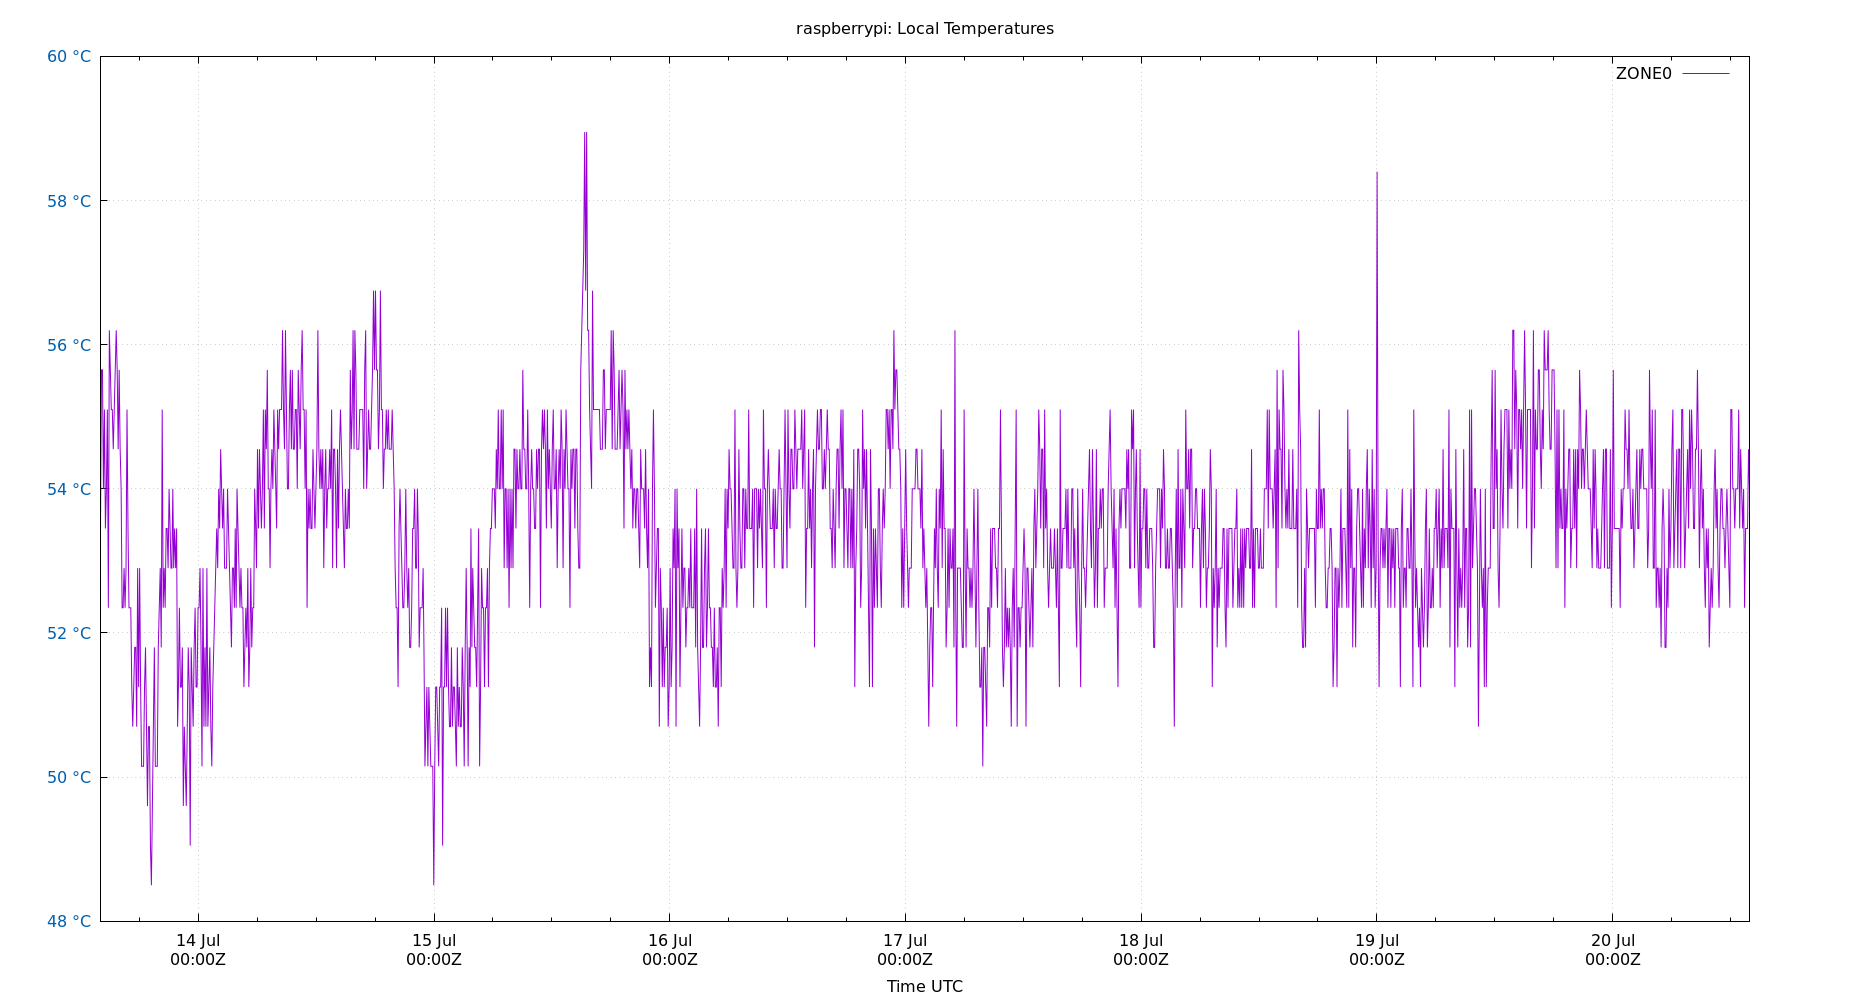 raspberrypi: Local Temperatures
60 °C
ZONE0
58 °C
56 °C
54 °C
52 °C
50 °C
48 °C
14 Jul 15 Jul 16 Jul 17 Jul 18 Jul 19 Jul 20 Jul
00:00Z 00:00Z 00:00Z 00:00Z 00:00Z 00:00Z 00:00Z
Time UTC